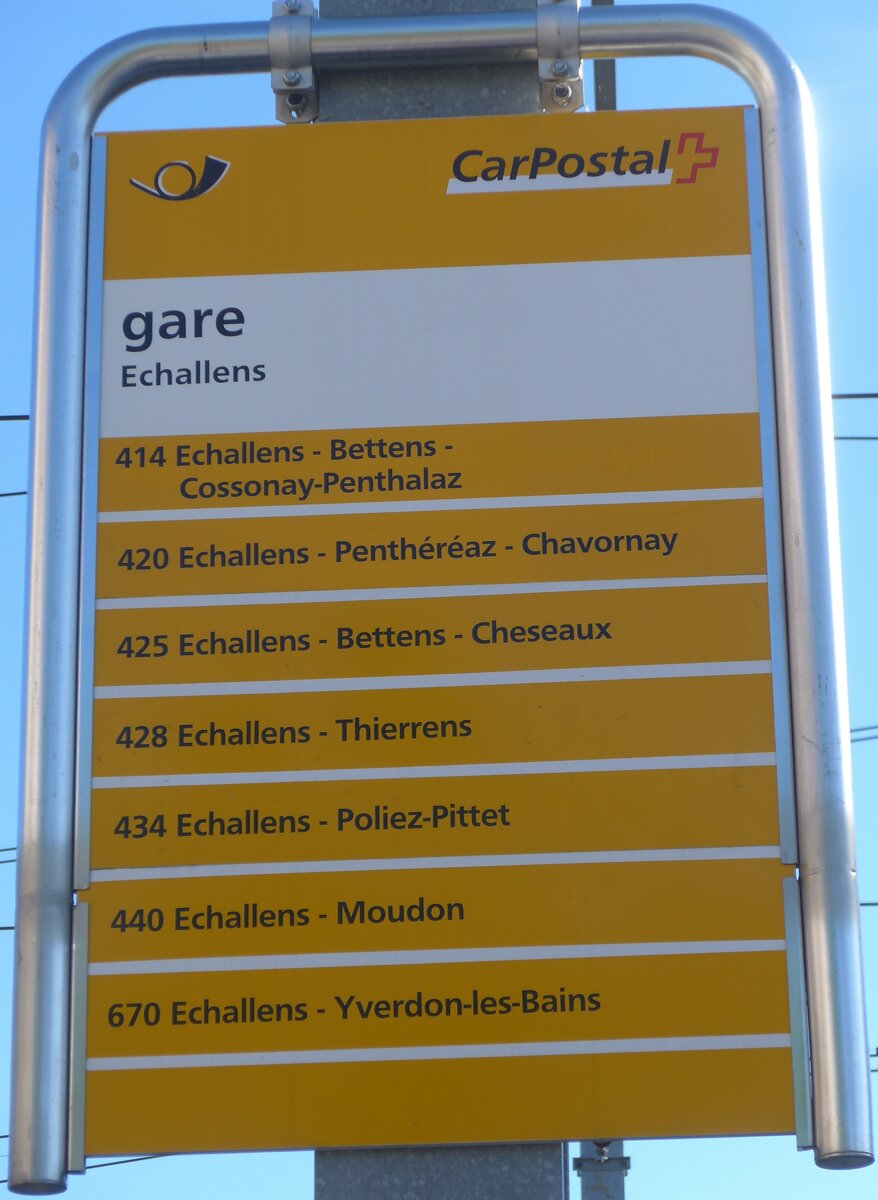 CarPostal
gare
Echallens
414 Echallens - Bettens -
Cossonay-Penthalaz
420 Echallens - Penthéréaz - Chavornay
425 Echallens - Bettens - Cheseaux
428 Echallens - Thierrens
434 Echallens - Poliez-Pittet
440 Echallens - Moudon
670 Echallens - Yverdon-les-Bains